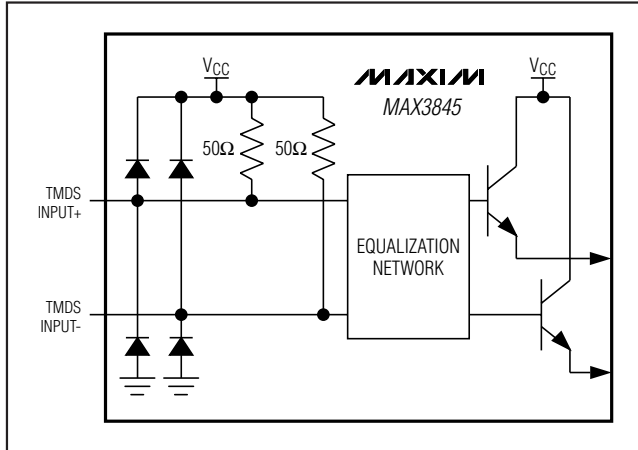 VCC
MAXIM
MAX3845
VCC
50Ω
50Ω
TMDS
INPUT+
EQUALIZATION
NETWORK
TMDS
INPUT-